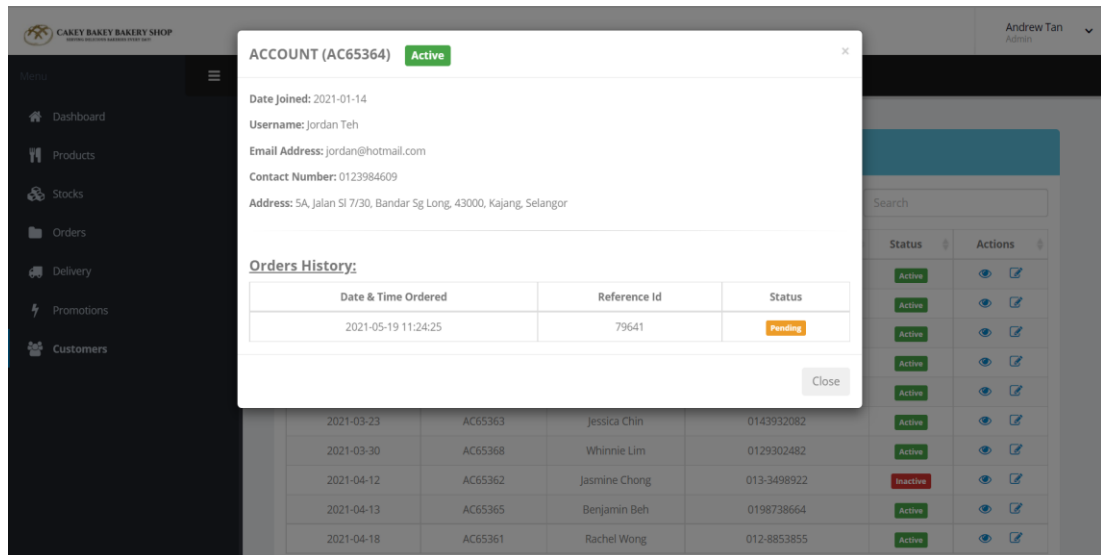 CAKEY BAKEY BAKERY SHOP
Andrew Tan
Admin
Menu
Dashboard
Products
Stocks
Orders
Delivery
Promotions
Customers
ACCOUNT (AC65364) Active ×
Date Joined: 2021-01-14
Username: Jordan Teh
Email Address: jordan@hotmail.com
Contact Number: 0123984609
Address: 5A, Jalan Sl 7/30, Bandar Sg Long, 43000, Kajang, Selangor
Orders History:
Date & Time Ordered Reference Id Status
2021-05-19 11:24:25 79641 Pending
Close
Search
Status Actions
Active
Active
Active
Active
Active
2021-03-23 AC65363 Jessica Chin 0143932082 Active
2021-03-30 AC65368 Whinnie Lim 0129302482 Active
2021-04-12 AC65362 Jasmine Chong 013-3498922 Inactive
2021-04-13 AC65365 Benjamin Beh 0198738664 Active
2021-04-18 AC65361 Rachel Wong 012-8853855 Active